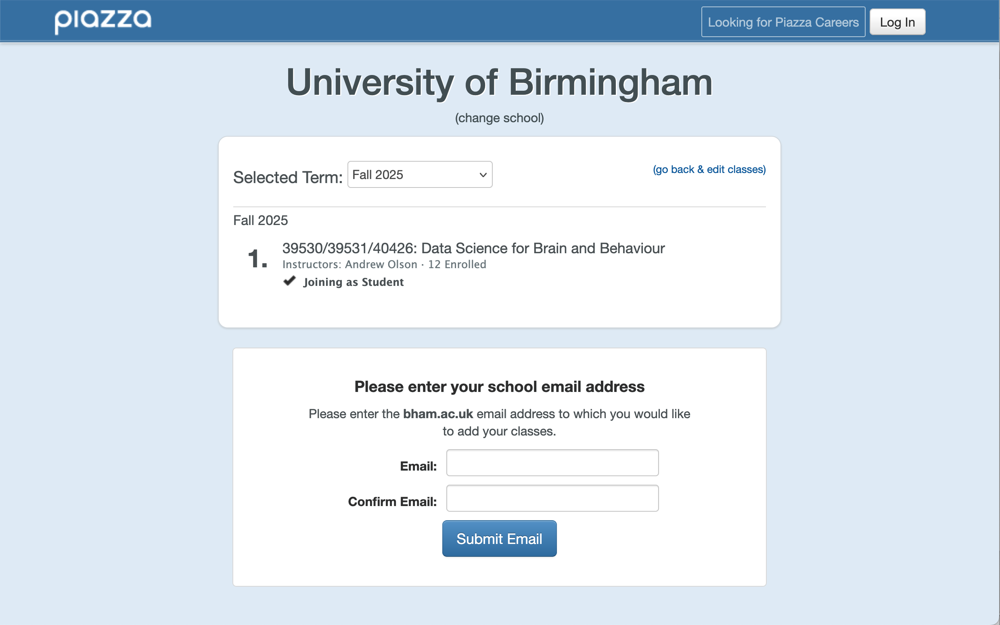 piazza
Looking for Piazza Careers
Log In
University of Birmingham
(change school)
Selected Term:
Fall 2025
(go back & edit classes)
Fall 2025
1.
39530/39531/40426: Data Science for Brain and Behaviour
Instructors: Andrew Olson · 12 Enrolled
Joining as Student
Please enter your school email address
Please enter the bham.ac.uk email address to which you would like
to add your classes.
Email:
Confirm Email:
Submit Email